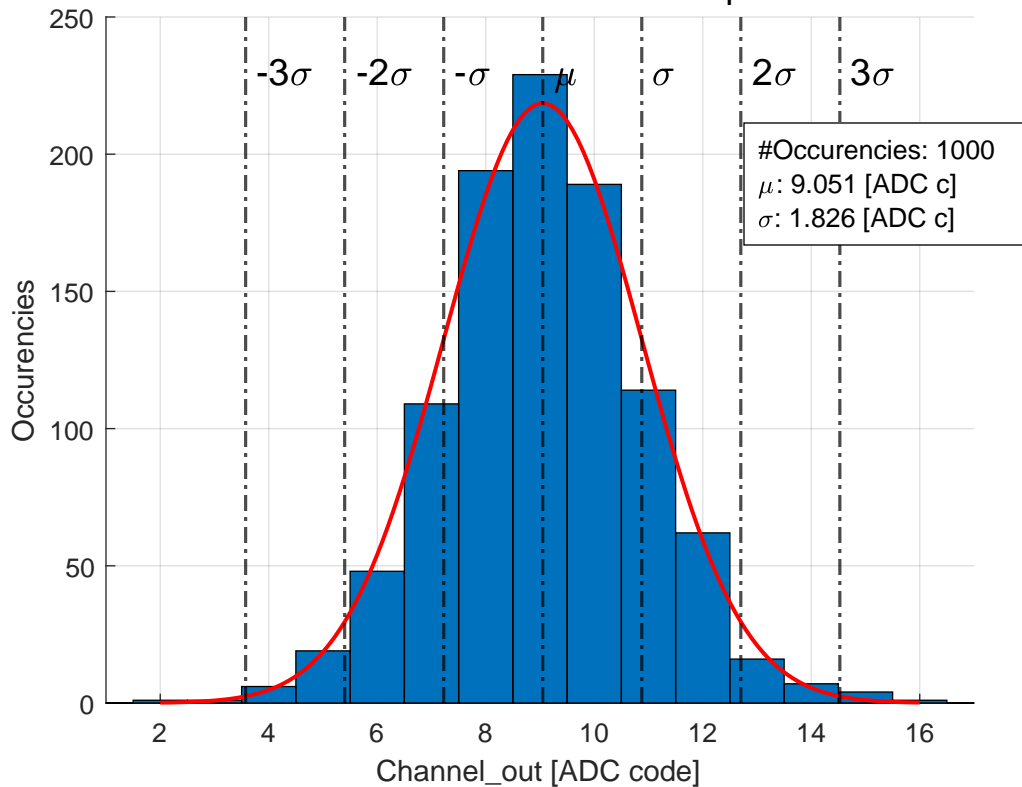 250
200
150
100
50
0
-3σ
-2σ
-σ
μ
σ
2σ
3σ
#Occurencies: 1000
μ: 9.051 [ADC c]
σ: 1.826 [ADC c]
Occurencies
2
4
6
8
10
12
14
16
Channel_out [ADC code]